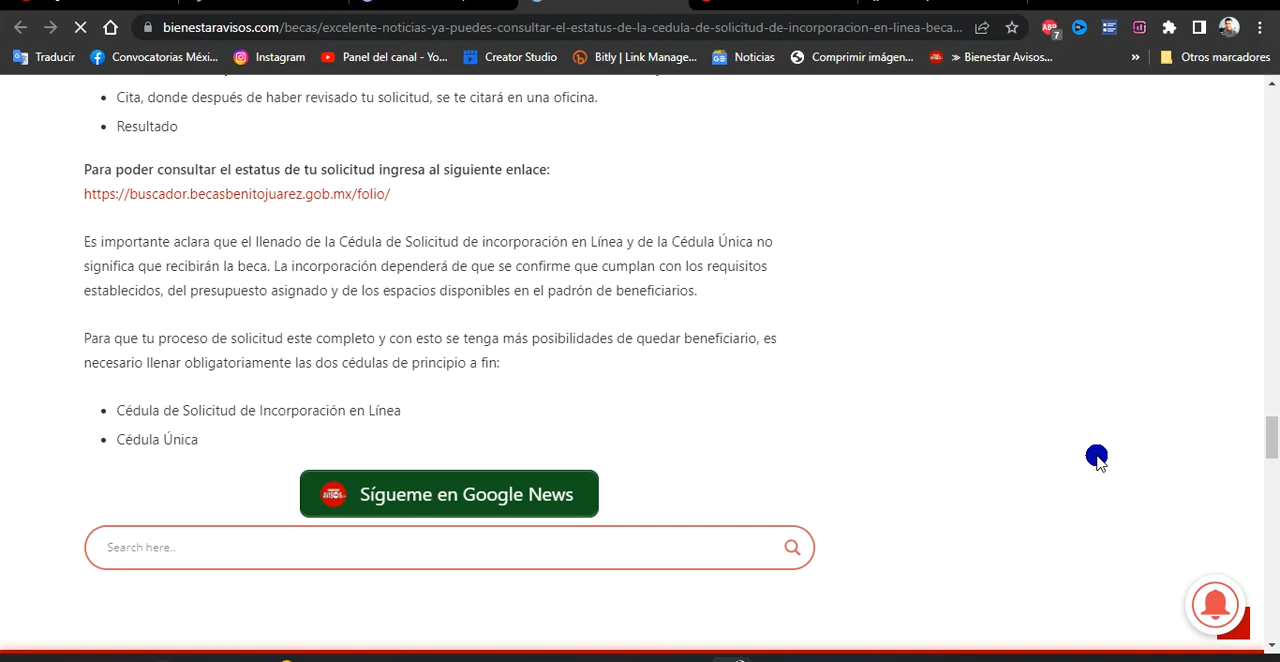 bienestaravisos.com/becas/excelente-noticias-ya-puedes-consultar-el-estatus-de-la-cedula-de-solicitud-de-incorporacion-en-linea-beca...
7
Traducir
Convocatorias Méxi...
Instagram
Panel del canal - Yo...
Creator Studio
Bitly | Link Manage...
Noticias
Comprimir imágen...
≫ Bienestar Avisos...
»
Otros marcadores
• Cita, donde después de haber revisado tu solicitud, se te citará en una oficina.
• Resultado
Para poder consultar el estatus de tu solicitud ingresa al siguiente enlace:
https://buscador.becasbenitojuarez.gob.mx/folio/
Es importante aclara que el llenado de la Cédula de Solicitud de incorporación en Línea y de la Cédula Única no
significa que recibirán la beca. La incorporación dependerá de que se confirme que cumplan con los requisitos
establecidos, del presupuesto asignado y de los espacios disponibles en el padrón de beneficiarios.
Para que tu proceso de solicitud este completo y con esto se tenga más posibilidades de quedar beneficiario, es
necesario llenar obligatoriamente las dos cédulas de principio a fin:
• Cédula de Solicitud de Incorporación en Línea
• Cédula Única
Sígueme en Google News
Search here..